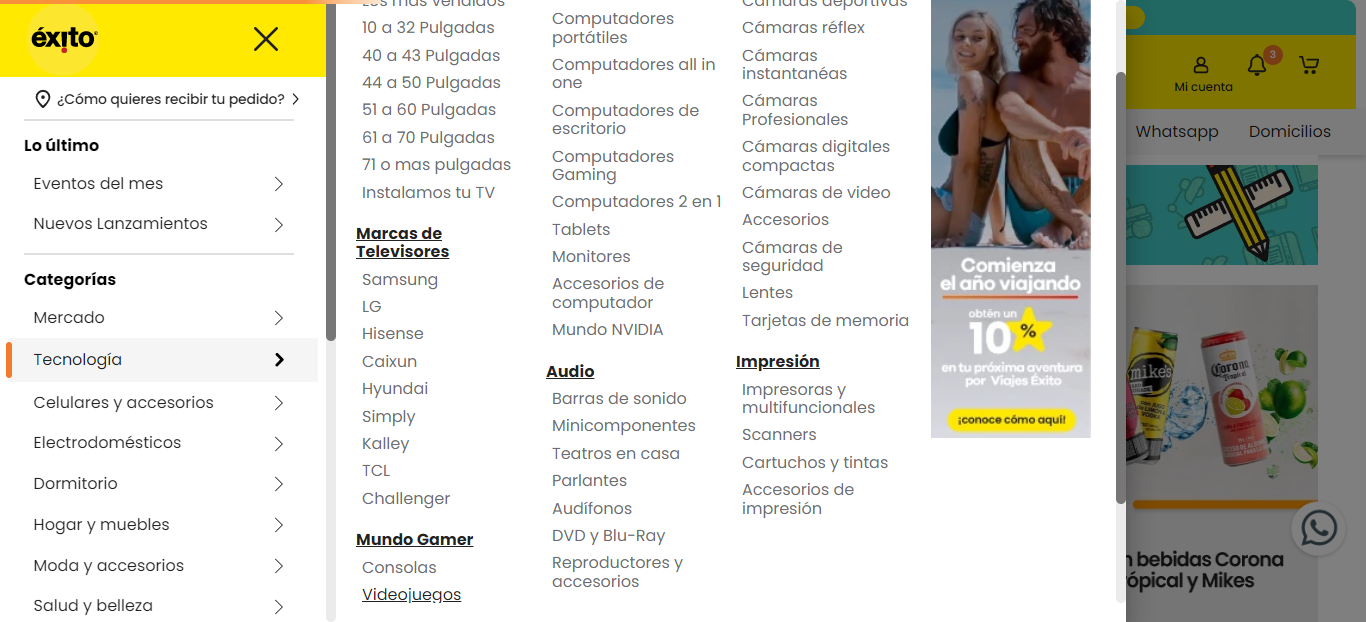 éxito
¿Cómo quieres recibir tu pedido?
Lo último
Eventos del mes
Nuevos Lanzamientos
Categorías
Mercado
Tecnología
Celulares y accesorios
Electrodomésticos
Dormitorio
Hogar y muebles
Moda y accesorios
Salud y belleza
Los más vendidos
10 a 32 Pulgadas
40 a 43 Pulgadas
44 a 50 Pulgadas
51 a 60 Pulgadas
61 a 70 Pulgadas
71 o mas pulgadas
Instalamos tu TV
Marcas de
Televisores
Samsung
LG
Hisense
Caixun
Hyundai
Simply
Kalley
TCL
Challenger
Mundo Gamer
Consolas
Videojuegos
Computadores
portátiles
Computadores all in
one
Computadores de
escritorio
Computadores
Gaming
Computadores 2 en 1
Tablets
Monitores
Accesorios de
computador
Mundo NVIDIA
Audio
Barras de sonido
Minicomponentes
Teatros en casa
Parlantes
Audífonos
DVD y Blu-Ray
Reproductores y
accesorios
Cámaras deportivas
Cámaras réflex
Cámaras
instantanéas
Cámaras
Profesionales
Cámaras digitales
compactas
Cámaras de video
Accesorios
Cámaras de
seguridad
Lentes
Tarjetas de memoria
Impresión
Impresoras y
multifuncionales
Scanners
Cartuchos y tintas
Accesorios de
impresión
Comienza
el año viajando
obtén un
10%
en tu próxima aventura
por Viajes Éxito
¡conoce cómo aquí!
3
Mi cuenta
Whatsapp
Domicilios
mike's
Corona
Tropical
n bebidas Corona
rópical y Mikes